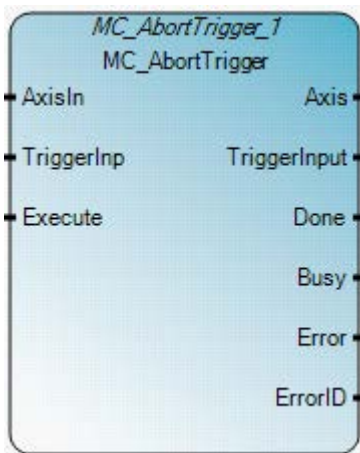 MC_AbortTrigger_1
MC_AbortTrigger
AxisIn Axis
TriggerInp TriggerInput
Execute Done
Busy
Error
ErrorID